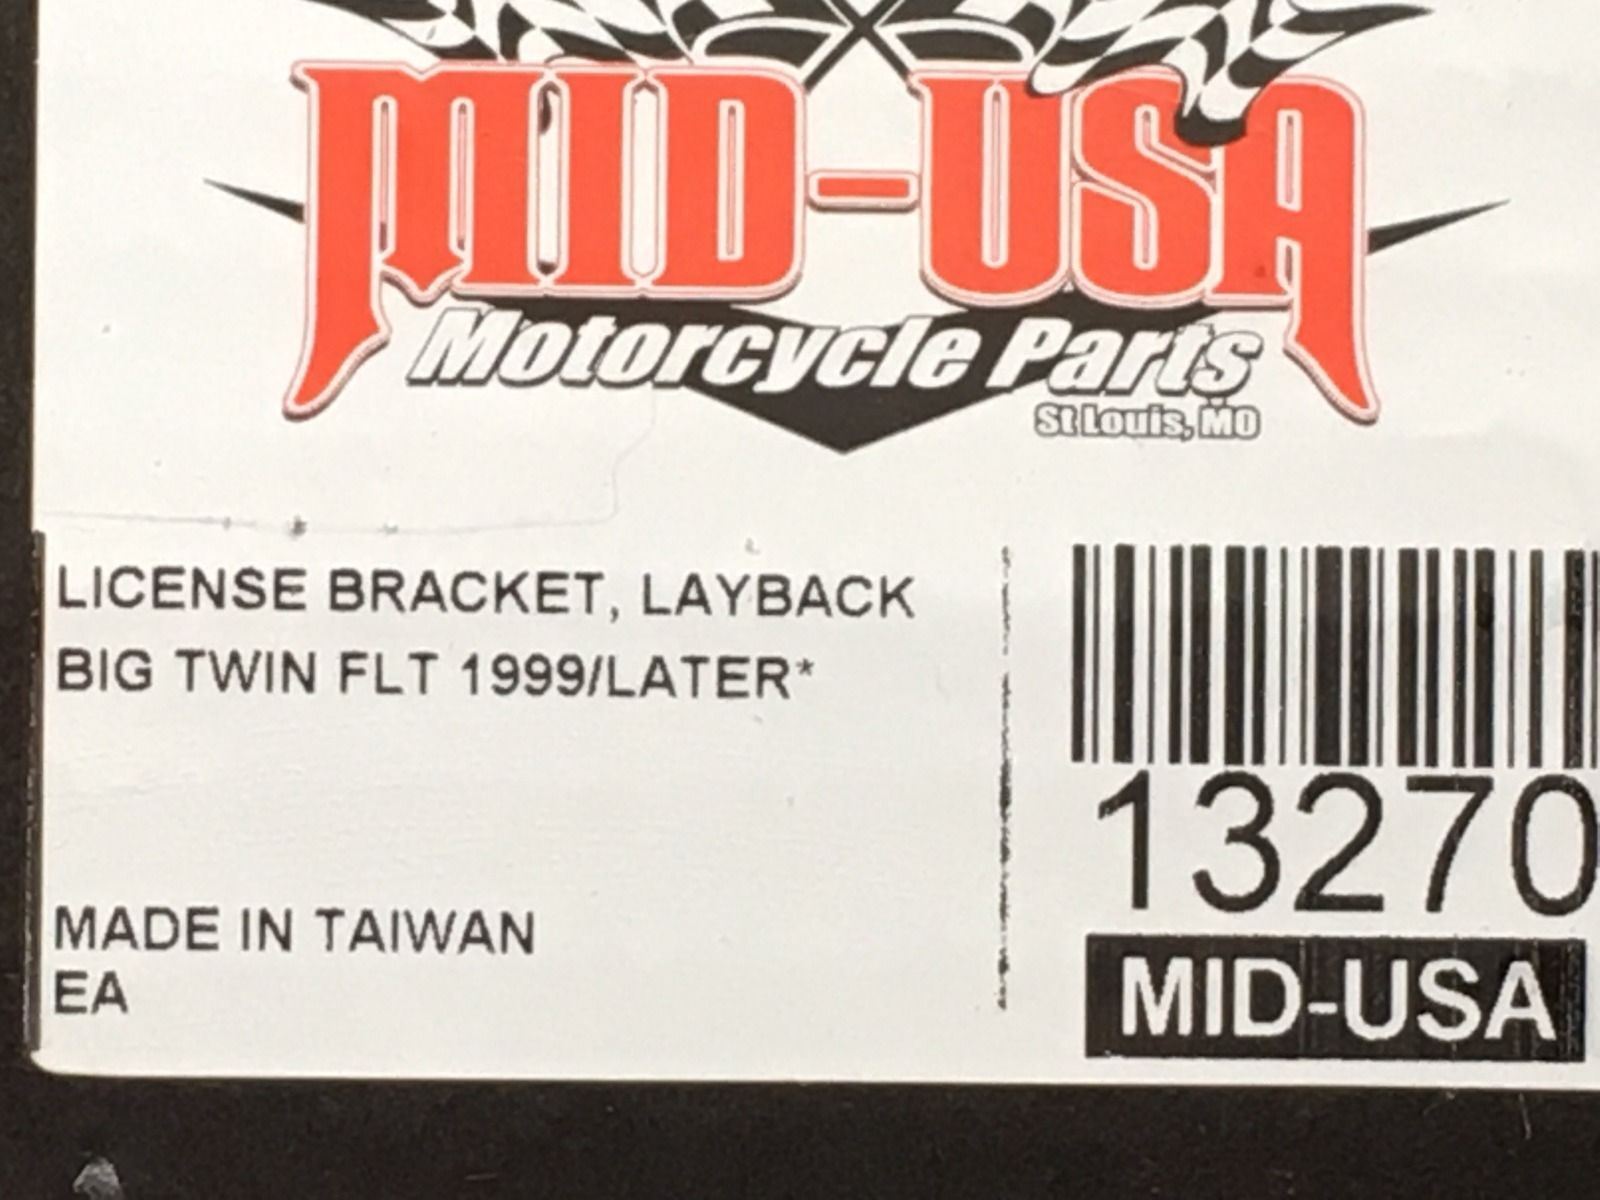 MID-USA
Motorcycle Parts
St Louis, MO
LICENSE BRACKET, LAYBACK
BIG TWIN FLT 1999/LATER*
MADE IN TAIWAN
EA
13270
MID-USA